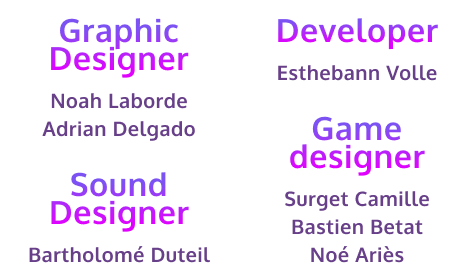 Graphic
Designer
Noah Laborde
Adrian Delgado
Sound
Designer
Bartholomé Duteil
Developer
Esthebann Volle
Game
designer
Surget Camille
Bastien Betat
Noé Ariès